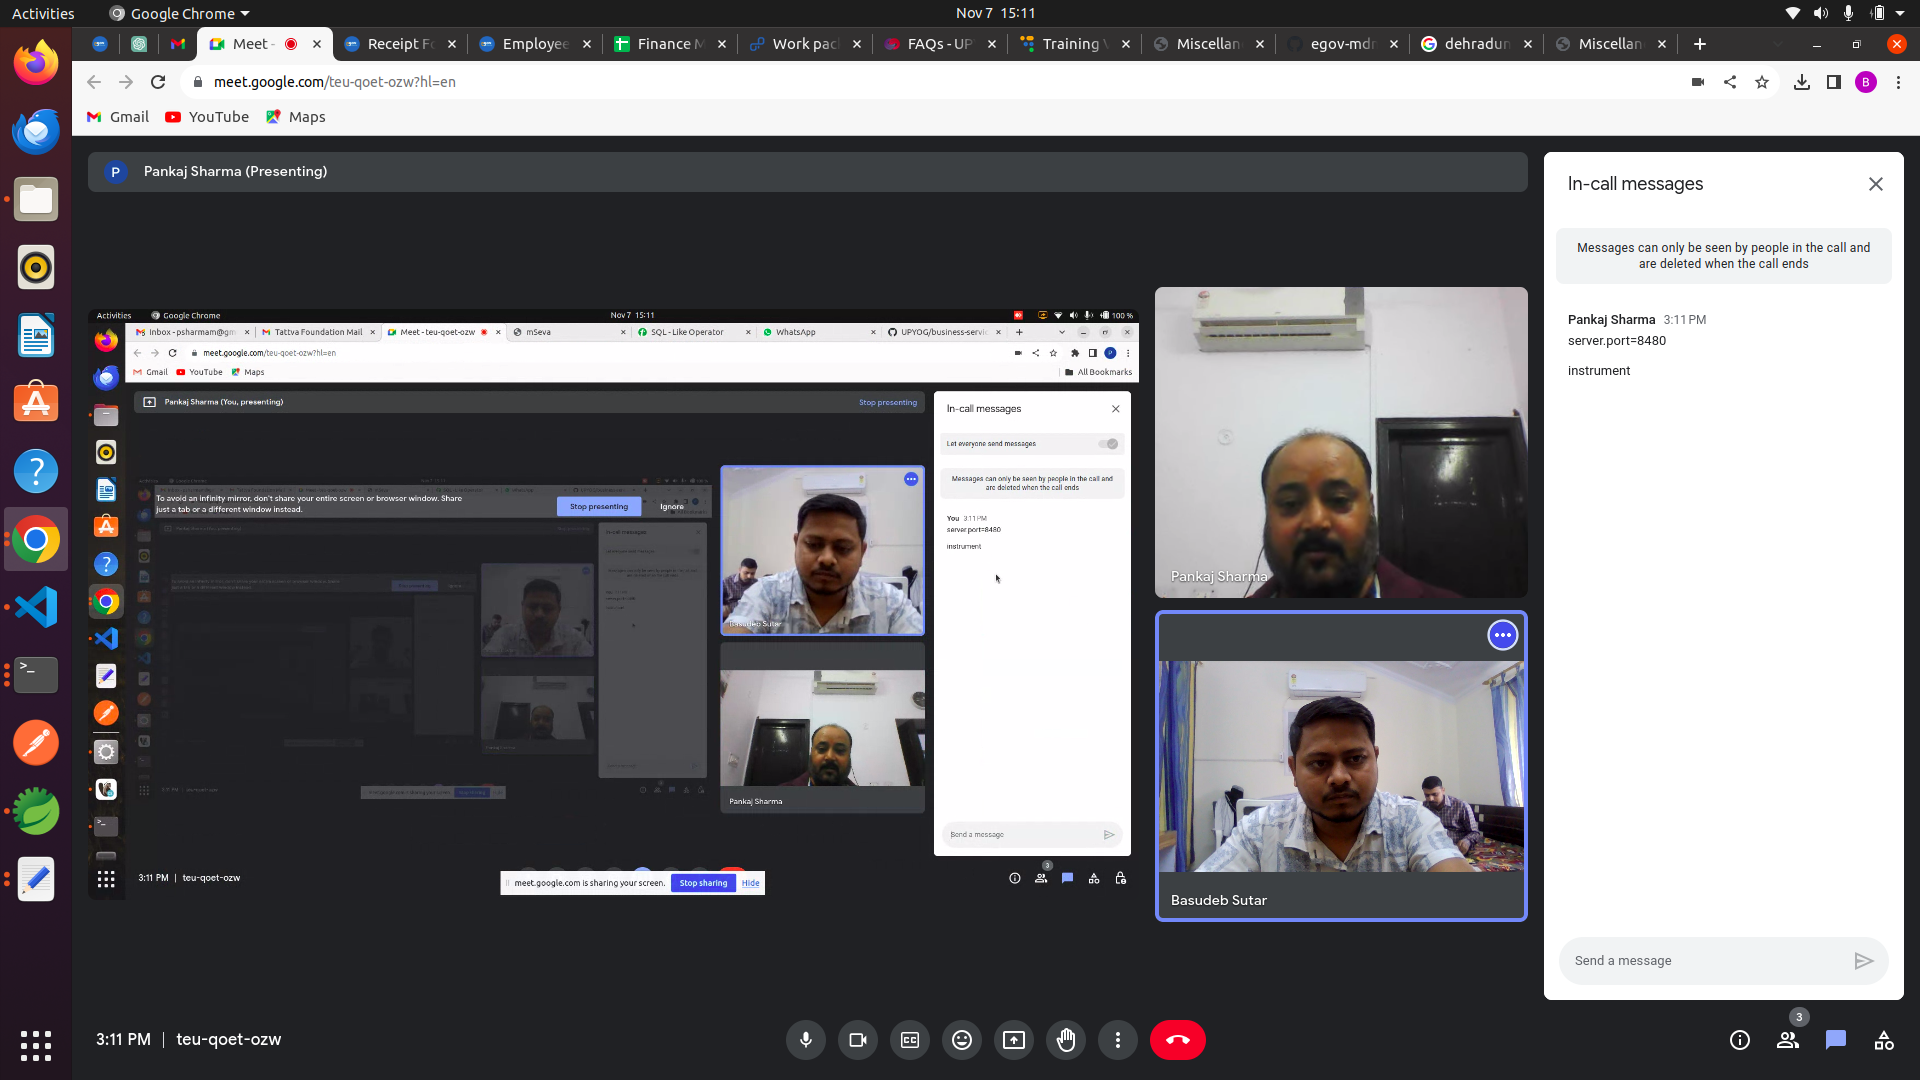 Activities
Google Chrome
Nov 7 15:11
Meet -
Receipt Fo
Employee
Finance M
Work pac
FAQs - UP
Training
Miscellan
egov-mdn
dehradun
Miscellan
meet.google.com/teu-qoet-ozw?hl=en
B
Gmail
YouTube
Maps
P
Pankaj Sharma (Presenting)
Activities
Google Chrome
Nov 7 15:11
100 %
Inbox - psharmam@gm
Tattva Foundation Mail
Meet - teu-qoet-ozw
mSeva
SQL - Like Operator
WhatsApp
UPYOG/business-servic
meet.google.com/teu-qoet-ozw?hl=en
P
Gmail
YouTube
Maps
All Bookmarks
Pankaj Sharma (You, presenting)
Stop presenting
To avoid an infinity mirror, don't share your entire screen or browser window. Share
just a tab or a different window instead.
Stop presenting
Ignore
Basudeb Sutar
Pankaj Sharma
In-call messages
Let everyone send messages
Messages can only be seen by people in the call and
are deleted when the call ends
You 3:11 PM
server.port=8480
instrument
Send a message
3:11 PM | teu-qoet-ozw
meet.google.com is sharing your screen.
Stop sharing
Hide
3
Pankaj Sharma
Basudeb Sutar
In-call messages
Messages can only be seen by people in the call and
are deleted when the call ends
Pankaj Sharma 3:11 PM
server.port=8480
instrument
Send a message
3:11 PM | teu-qoet-ozw
CC
3